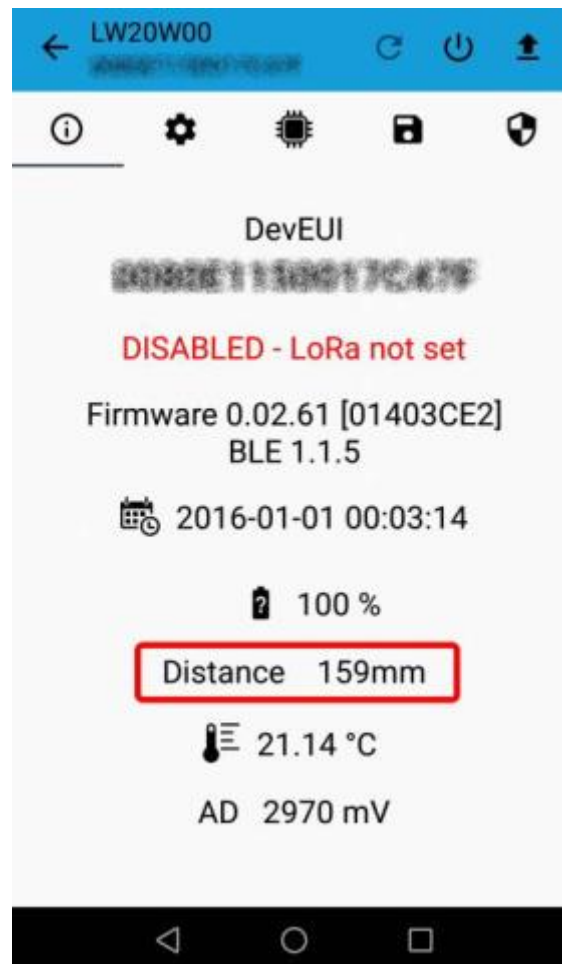 LW20W00
DevEUI
DISABLED - LoRa not set
Firmware 0.02.61 [01403CE2]
BLE 1.1.5
2016-01-01 00:03:14
100 %
Distance 159mm
21.14 °C
AD 2970 mV